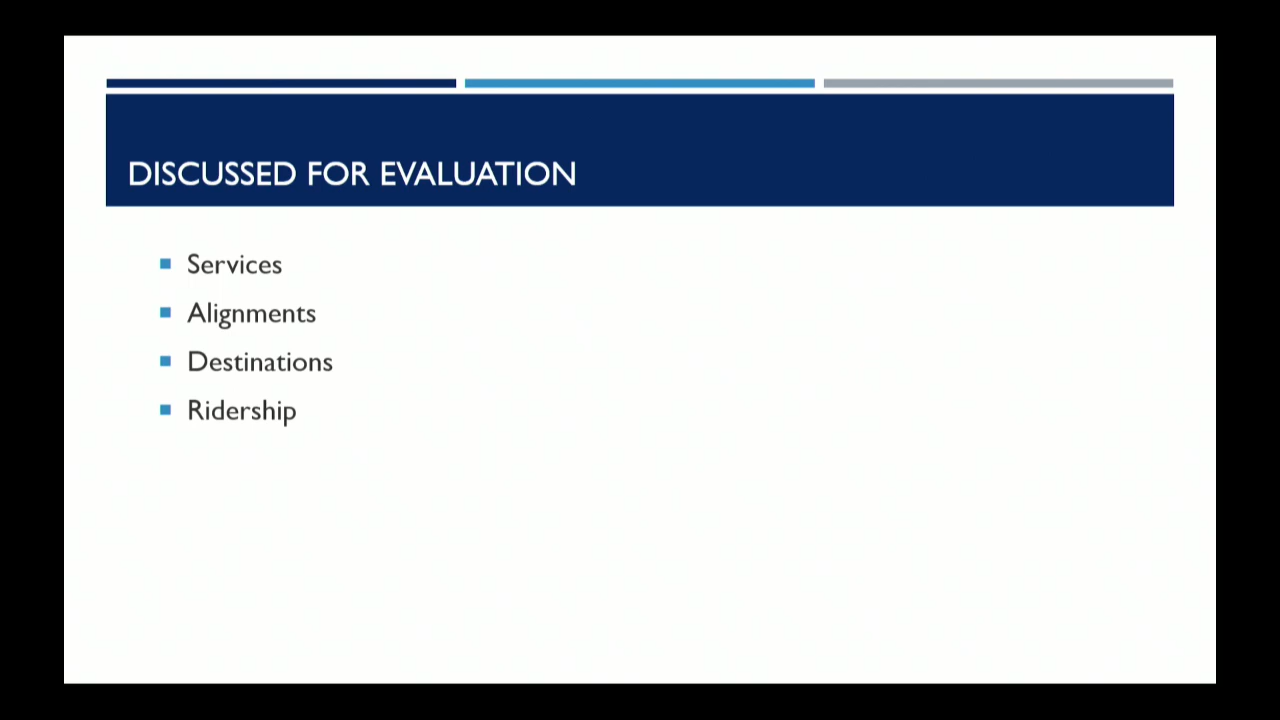 DISCUSSED FOR EVALUATION
Services
Alignments
Destinations
Ridership